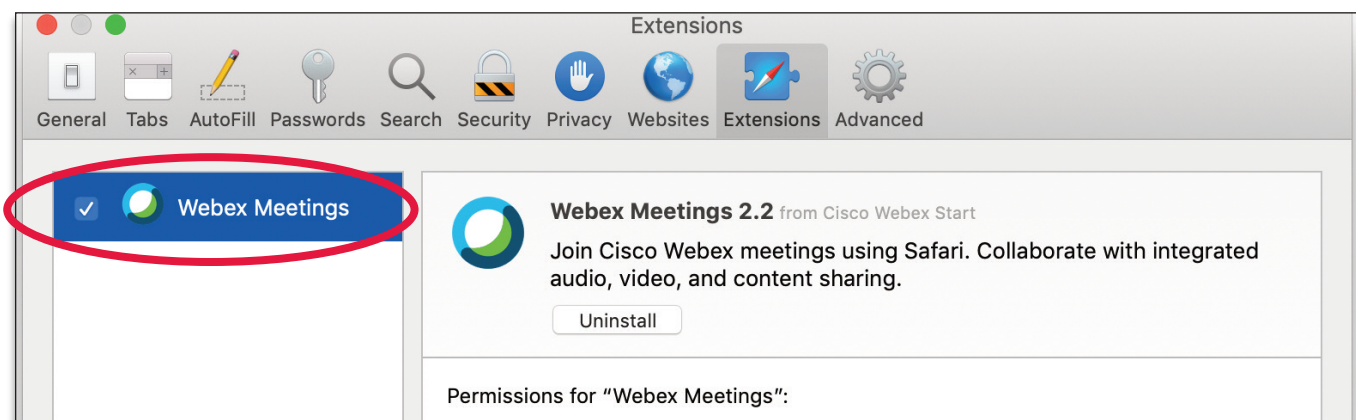 Extensions
General Tabs AutoFill Passwords Search Security Privacy Websites Extensions Advanced
Webex Meetings
Webex Meetings 2.2 from Cisco Webex Start
Join Cisco Webex meetings using Safari. Collaborate with integrated
audio, video, and content sharing.
Uninstall
Permissions for “Webex Meetings”: